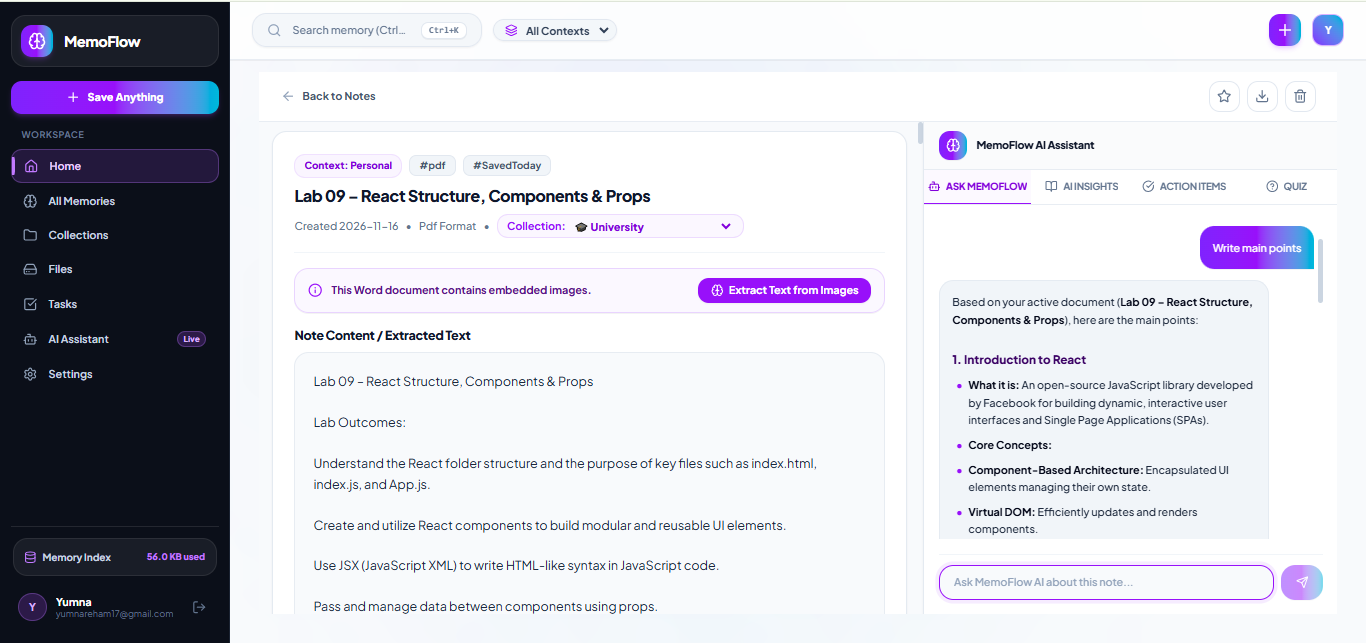 MemoFlow
Search memory (Ctrl...
Ctrl+K
All Contexts
Y
Save Anything
WORKSPACE
Home
All Memories
Collections
Files
Tasks
AI Assistant
Live
Settings
Memory Index
56.0 KB used
Y
Yumna
yumnareham17@gmail.com
Back to Notes
Context: Personal
#pdf
#SavedToday
Lab 09 – React Structure, Components & Props
Created 2026-11-16 • Pdf Format • Collection: 🎓 University
This Word document contains embedded images.
Extract Text from Images
Note Content / Extracted Text
Lab 09 – React Structure, Components & Props
Lab Outcomes:
Understand the React folder structure and the purpose of key files such as index.html,
index.js, and App.js.
Create and utilize React components to build modular and reusable UI elements.
Use JSX (JavaScript XML) to write HTML-like syntax in JavaScript code.
Pass and manage data between components using props.
MemoFlow AI Assistant
ASK MEMOFLOW
AI INSIGHTS
ACTION ITEMS
QUIZ
Write main points
Based on your active document (Lab 09 – React Structure,
Components & Props), here are the main points:
1. Introduction to React
• What it is: An open-source JavaScript library developed
by Facebook for building dynamic, interactive user
interfaces and Single Page Applications (SPAs).
• Core Concepts:
• Component-Based Architecture: Encapsulated UI
elements managing their own state.
• Virtual DOM: Efficiently updates and renders
components.
Ask MemoFlow AI about this note...